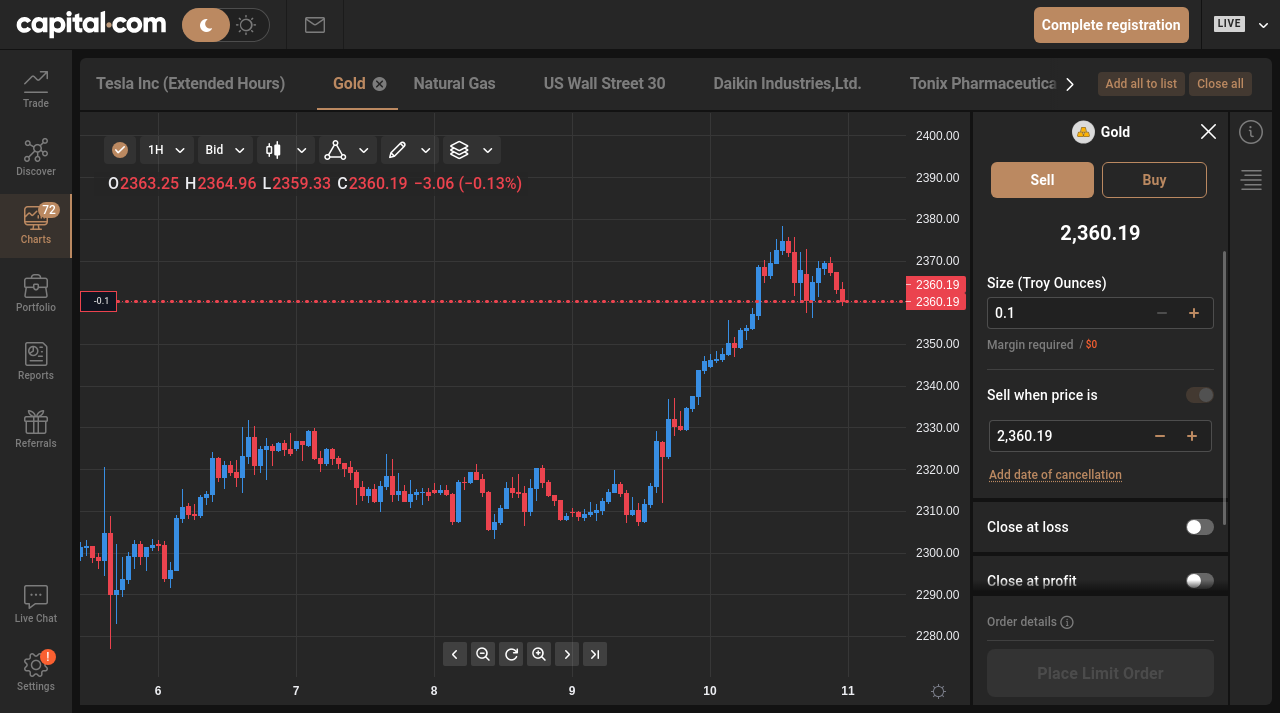 capital.com
Complete registration
LIVE
Trade
Discover
72
Charts
Portfolio
Reports
Referrals
Live Chat
!
Settings
Tesla Inc (Extended Hours)
Gold
Natural Gas
US Wall Street 30
Daikin Industries,Ltd.
Tonix Pharmaceutica
Add all to list
Close all
1H
Bid
O2363.25 H2364.96 L2359.33 C2360.19 −3.06 (−0.13%)
-0.1
2400.00
2390.00
2380.00
2370.00
2360.19
2360.19
2350.00
2340.00
2330.00
2320.00
2310.00
2300.00
2290.00
2280.00
6 7 8 9 10 11
Gold
Sell
Buy
2,360.19
Size (Troy Ounces)
0.1
Margin required / $0
Sell when price is
2,360.19
Add date of cancellation
Close at loss
Close at profit
Order details
Place Limit Order